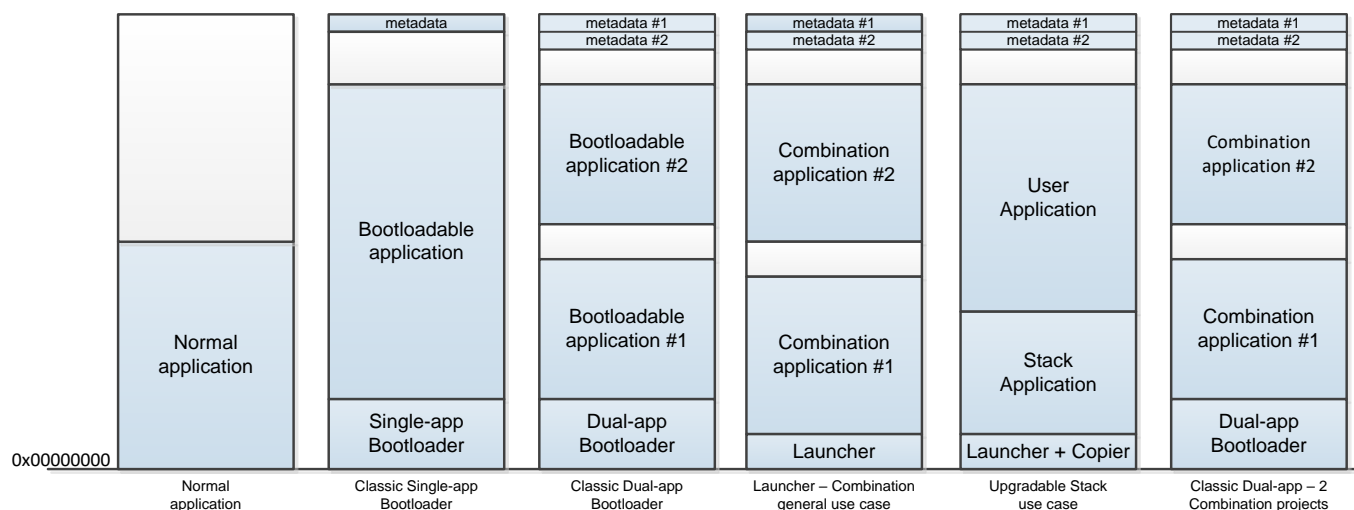 metadata
metadata #1
metadata #2
metadata #1
metadata #2
metadata #1
metadata #2
metadata #1
metadata #2
Normal
application
Bootloadable
application
Single-app
Bootloader
Bootloadable
application #2
Bootloadable
application #1
Dual-app
Bootloader
Combination
application #2
Combination
application #1
Launcher
User
Application
Stack
Application
Launcher + Copier
Combination
application #2
Combination
application #1
Dual-app
Bootloader
0x00000000
Normal
application
Classic Single-app
Bootloader
Classic Dual-app
Bootloader
Launcher – Combination
general use case
Upgradable Stack
use case
Classic Dual-app – 2
Combination projects